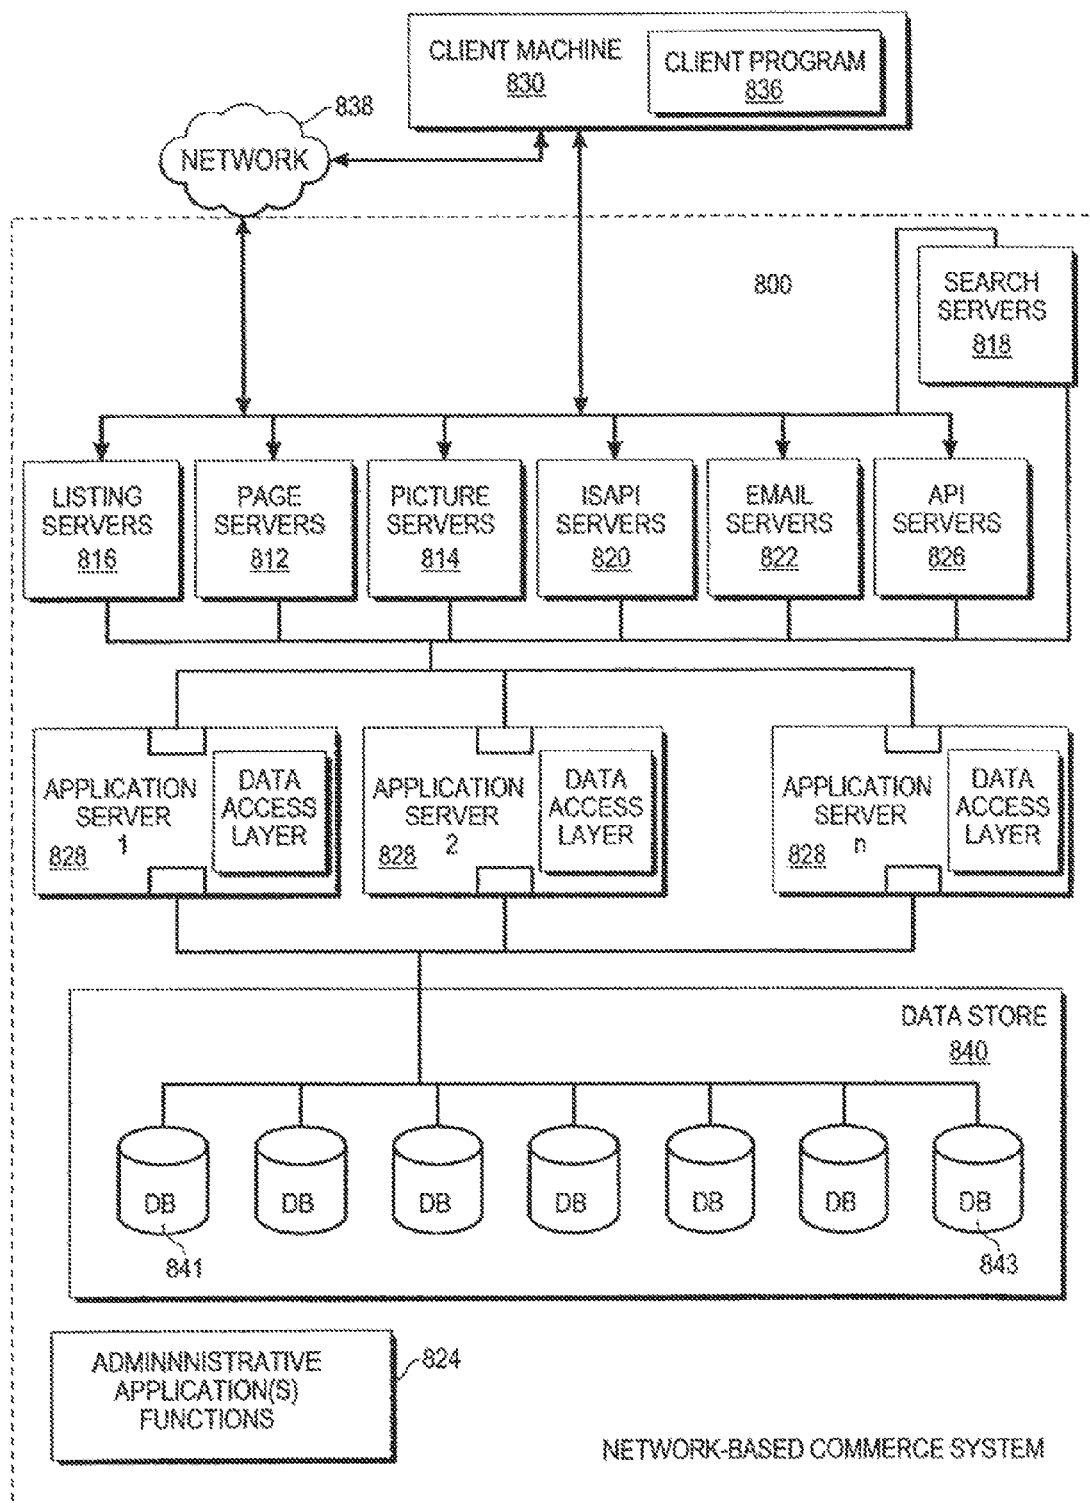 CLIENT MACHINE
830
CLIENT PROGRAM
836
838
NETWORK
800
SEARCH
SERVERS
818
LISTING
SERVERS
816
PAGE
SERVERS
812
PICTURE
SERVERS
814
ISAPI
SERVERS
820
EMAIL
SERVERS
822
API
SERVERS
826
APPLICATION
SERVER
1
828
DATA
ACCESS
LAYER
APPLICATION
SERVER
2
828
DATA
ACCESS
LAYER
APPLICATION
SERVER
n
828
DATA
ACCESS
LAYER
DATA STORE
840
DB
DB
DB
DB
DB
DB
DB
841
843
ADMINNNISTRATIVE
APPLICATION(S)
FUNCTIONS
824
NETWORK-BASED COMMERCE SYSTEM